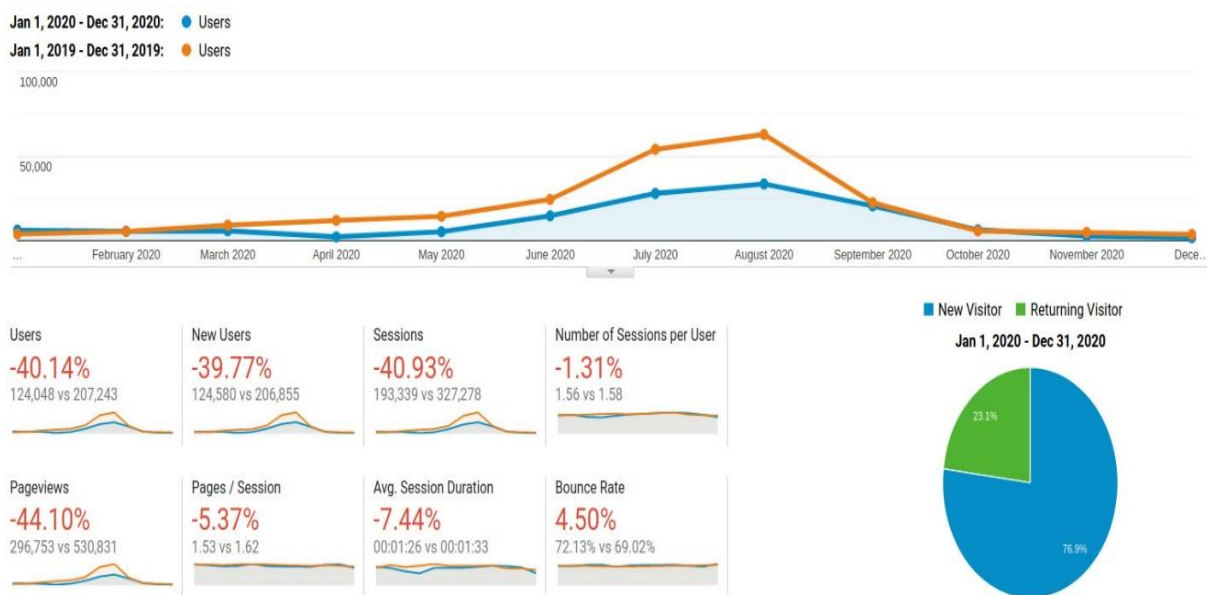 Jan 1, 2020 - Dec 31, 2020: Users
Jan 1, 2019 - Dec 31, 2019: Users
100,000
50,000
... February 2020 March 2020 April 2020 May 2020 June 2020 July 2020 August 2020 September 2020 October 2020 November 2020 Dece...
Users
-40.14%
124,048 vs 207,243
New Users
-39.77%
124,580 vs 206,855
Sessions
-40.93%
193,339 vs 327,278
Number of Sessions per User
-1.31%
1.56 vs 1.58
Pageviews
-44.10%
296,753 vs 530,831
Pages / Session
-5.37%
1.53 vs 1.62
Avg. Session Duration
-7.44%
00:01:26 vs 00:01:33
Bounce Rate
4.50%
72.13% vs 69.02%
New Visitor Returning Visitor
Jan 1, 2020 - Dec 31, 2020
23.1%
76.9%